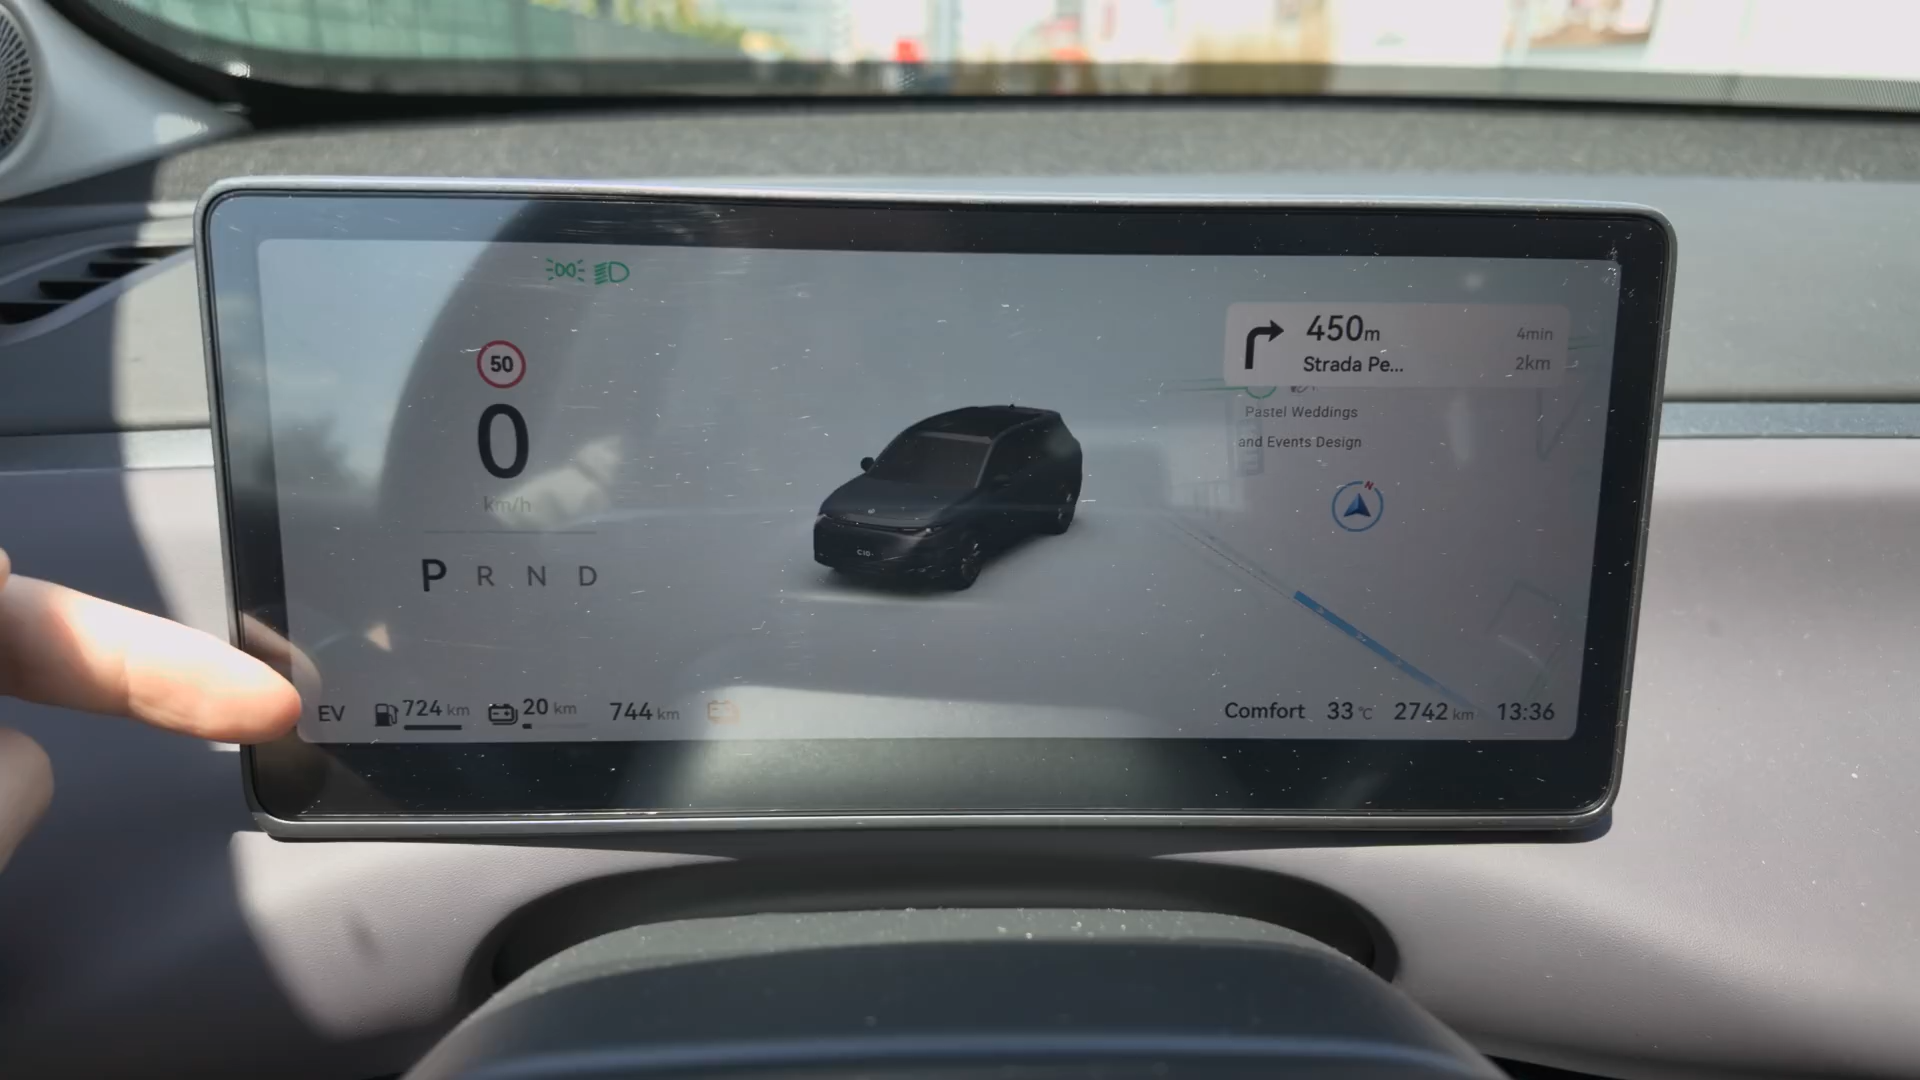 50
0
km/h
P R N D
450m
4min
Strada Pe...
2km
Pastel Weddings
and Events Design
N
C10
EV 724 km 20 km 744 km
Comfort 33°C 2742 km 13:36